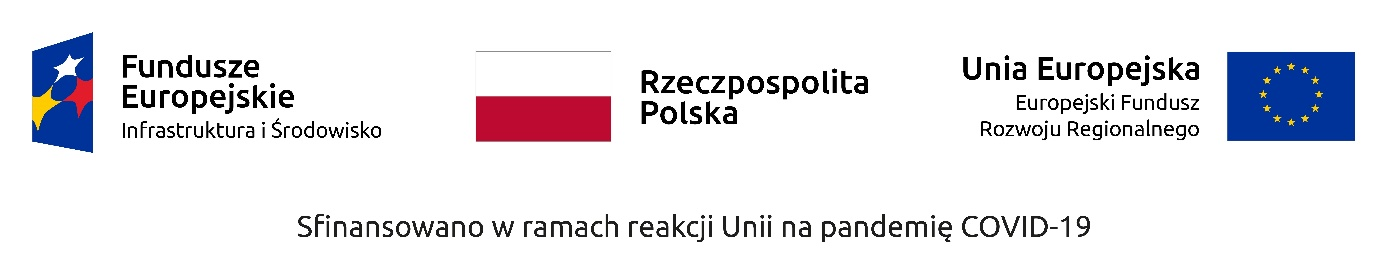 Fundusze
Europejskie
Infrastruktura i Środowisko
Rzeczpospolita
Polska
Unia Europejska
Europejski Fundusz
Rozwoju Regionalnego
Sfinansowano w ramach reakcji Unii na pandemię COVID-19